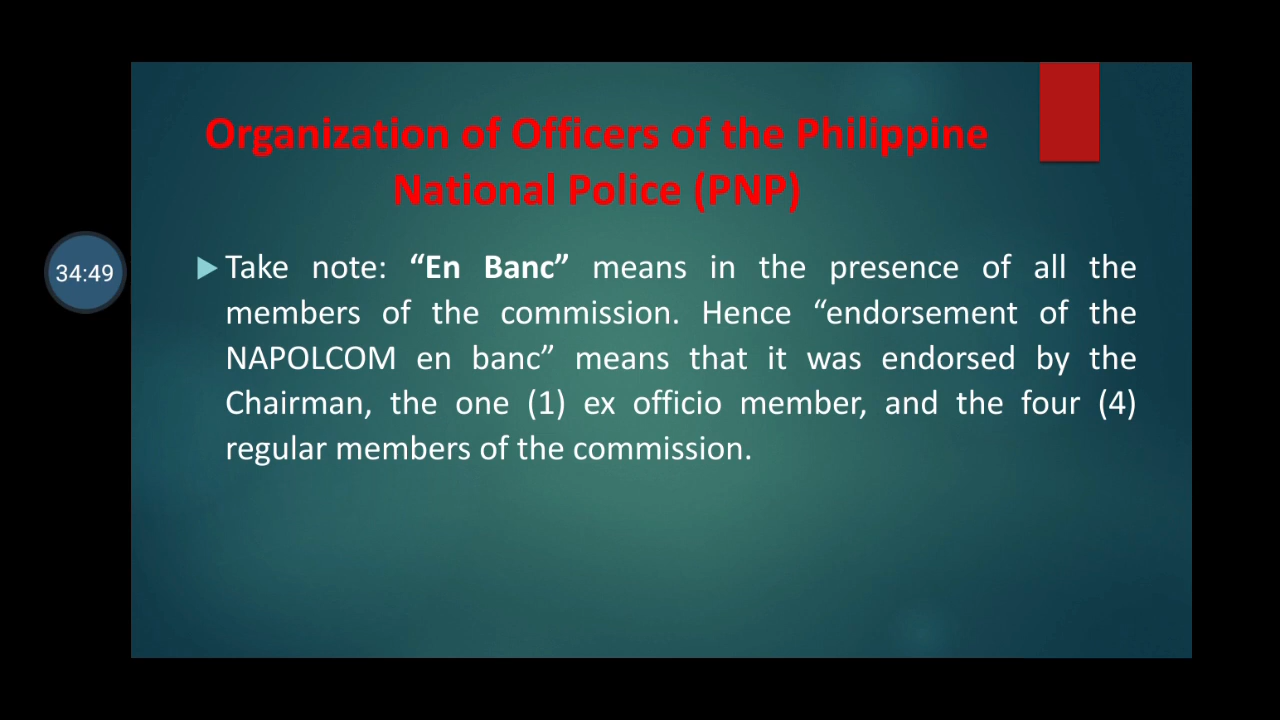 Organization of Officers of the Philippine
National Police (PNP)
34:49
Take note: “En Banc” means in the presence of all the
members of the commission. Hence “endorsement of the
NAPOLCOM en banc” means that it was endorsed by the
Chairman, the one (1) ex officio member, and the four (4)
regular members of the commission.